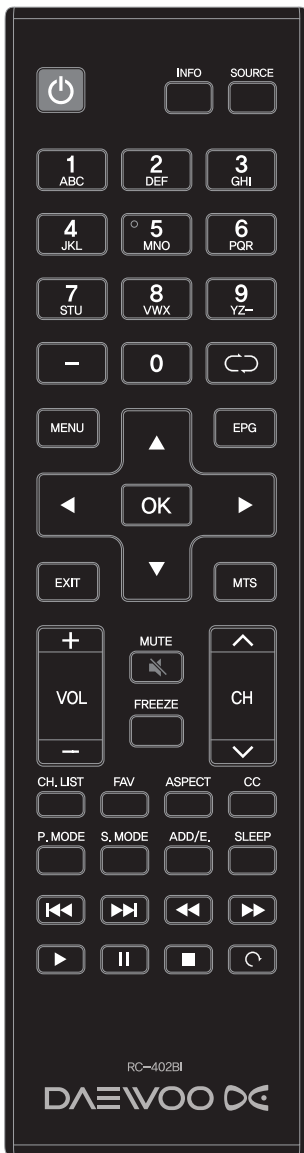 INFO SOURCE
1 2 3
ABC DEF GHI
4 5 6
JKL MNO PQR
7 8 9
STU VWX YZ-
- 0
MENU EPG
OK
EXIT MTS
+
MUTE
VOL CH
FREEZE
-
CH. LIST FAV ASPECT CC
P. MODE S. MODE ADD/E. SLEEP
RC-402BI
DAEWOO